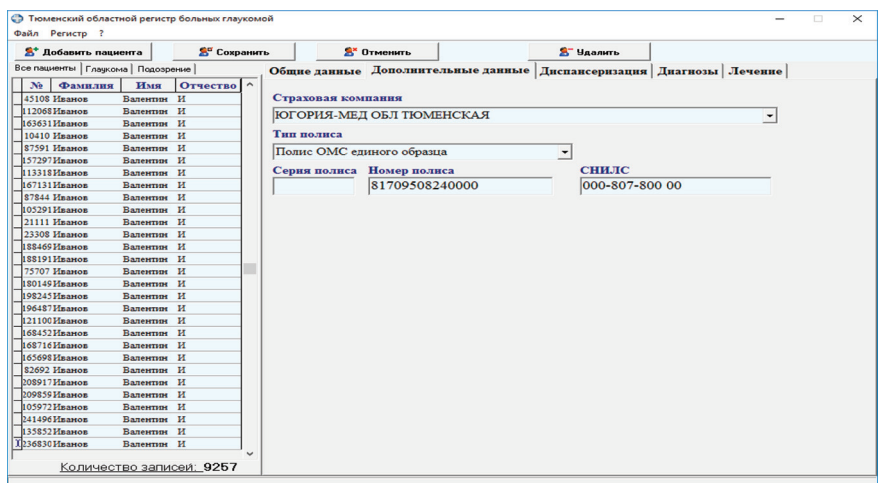 Тюменский областной регистр больных глаукомой
Файл Регистр ?
Добавить пациента Сохранить Отменить Удалить
Все пациенты Глаукома Подозрение
№ Фамилия Имя Отчество
45108 Иванов Валентин И
112068 Иванов Валентин И
163631 Иванов Валентин И
10410 Иванов Валентин И
87591 Иванов Валентин И
157297 Иванов Валентин И
113318 Иванов Валентин И
167131 Иванов Валентин И
87844 Иванов Валентин И
105291 Иванов Валентин И
21111 Иванов Валентин И
23308 Иванов Валентин И
188469 Иванов Валентин И
188191 Иванов Валентин И
75707 Иванов Валентин И
180149 Иванов Валентин И
198245 Иванов Валентин И
196487 Иванов Валентин И
121100 Иванов Валентин И
168452 Иванов Валентин И
168716 Иванов Валентин И
165698 Иванов Валентин И
82692 Иванов Валентин И
208917 Иванов Валентин И
209859 Иванов Валентин И
105972 Иванов Валентин И
241496 Иванов Валентин И
135852 Иванов Валентин И
236830 Иванов Валентин И
Количество записей: 9257
Общие данные Дополнительные данные Диспансеризация Диагнозы Лечение
Страховая компания
ЮГОРИЯ-МЕД ОБЛ ТЮМЕНСКАЯ
Тип полиса
Полис ОМС единого образца
Серия полиса Номер полиса СНИЛС
81709508240000 000-807-800 00